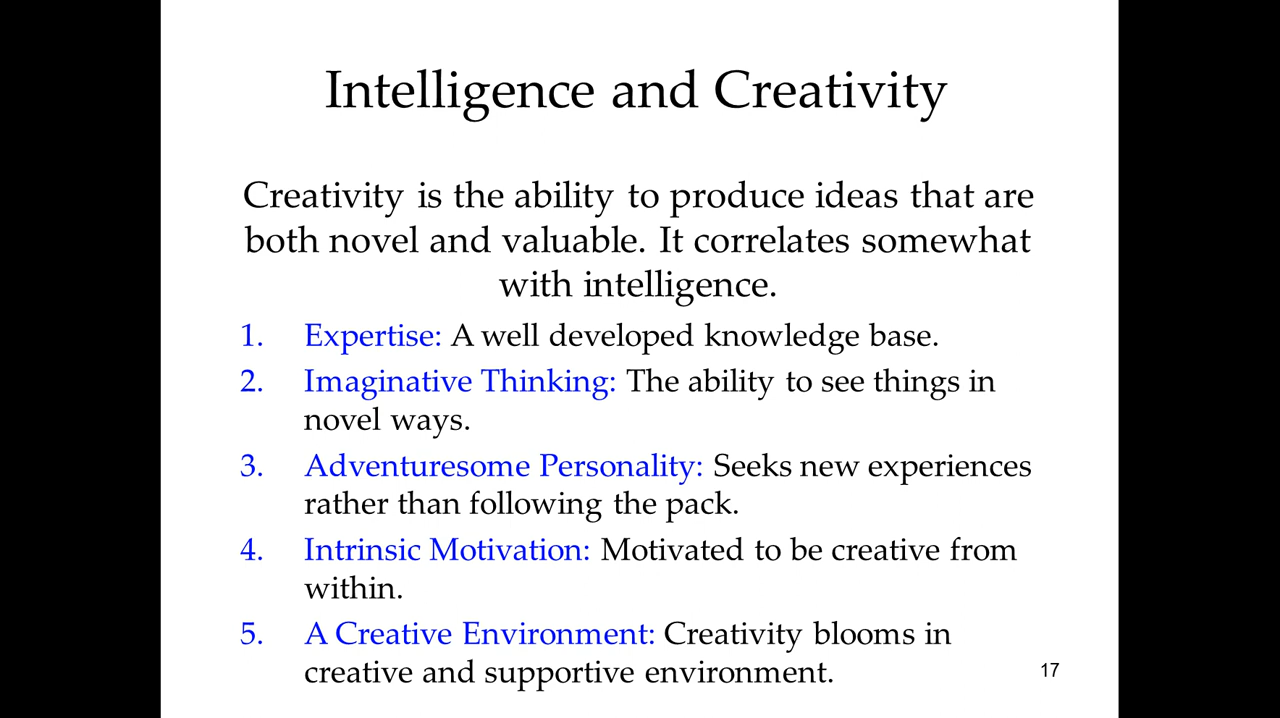 Intelligence and Creativity
Creativity is the ability to produce ideas that are
both novel and valuable. It correlates somewhat
with intelligence.
1. Expertise: A well developed knowledge base.
2. Imaginative Thinking: The ability to see things in
novel ways.
3. Adventuresome Personality: Seeks new experiences
rather than following the pack.
4. Intrinsic Motivation: Motivated to be creative from
within.
5. A Creative Environment: Creativity blooms in
creative and supportive environment.
17